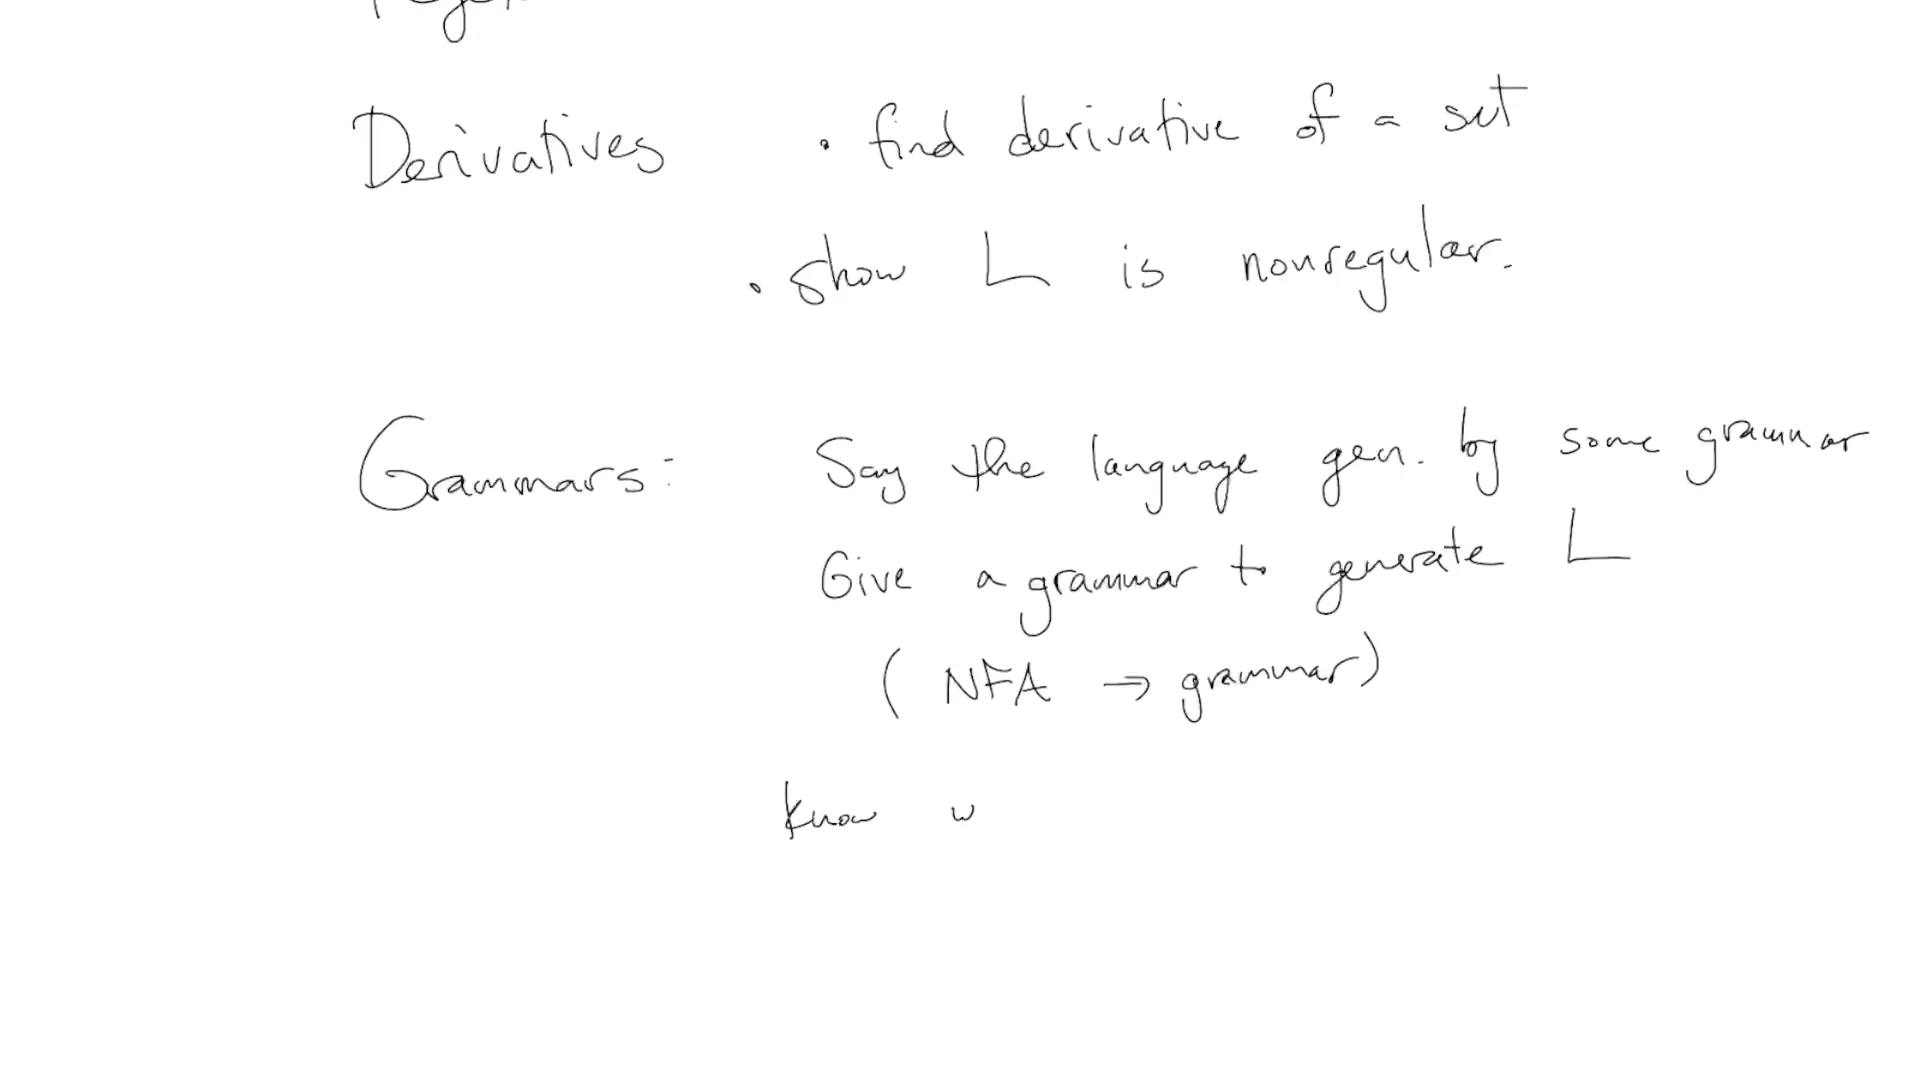 Derivatives • find derivative of a set
• show L is nonregular.
Grammars: Say the language gen. by some grammar
Give a grammar to generate L
( NFA → grammar)
know w